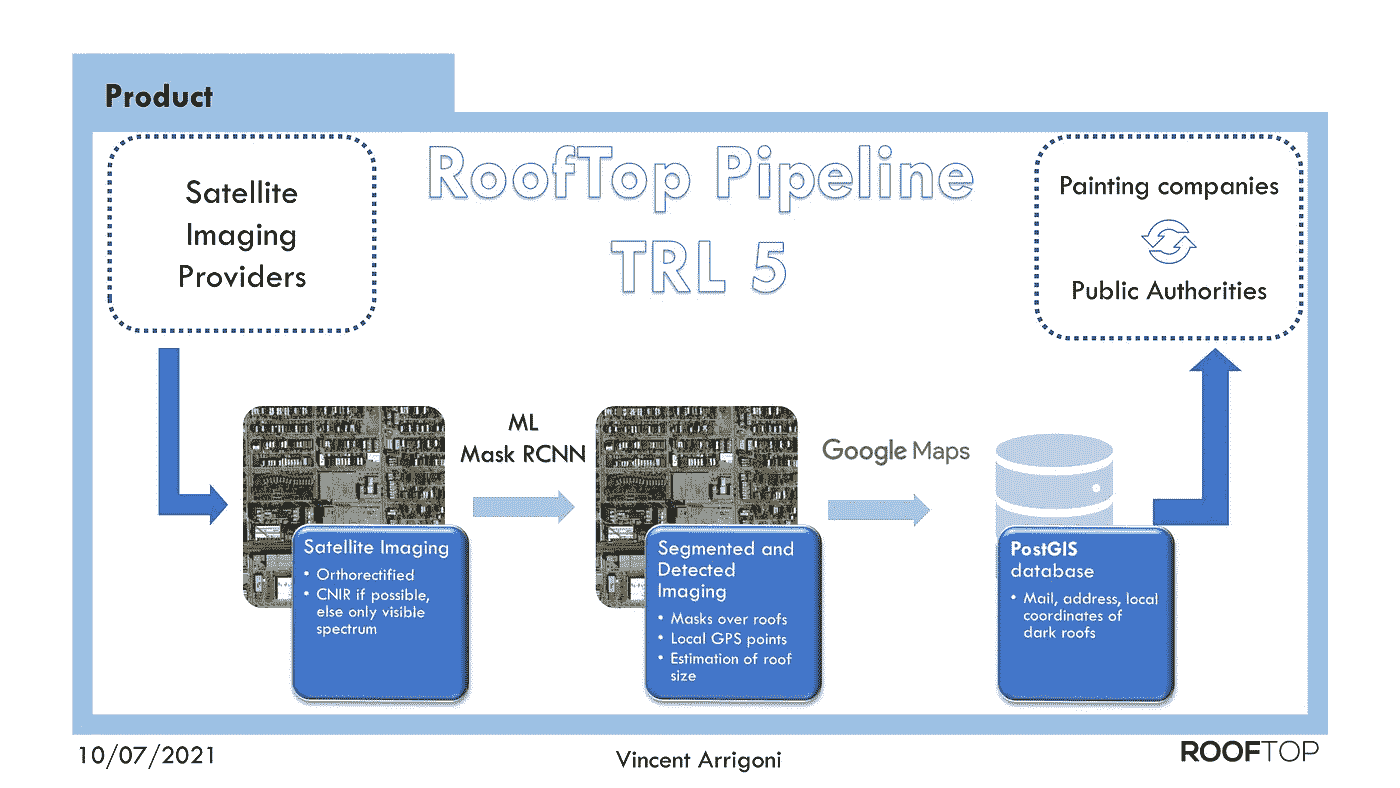 Product
RoofTop Pipeline
TRL 5
Satellite
Imaging
Providers
Painting companies
Public Authorities
ML
Mask RCNN
Google Maps
Satellite Imaging
• Orthorectified
• CNIR if possible,
else only visible
spectrum
Segmented and
Detected
Imaging
• Masks over roofs
• Local GPS points
• Estimation of roof
size
PostGIS
database
• Mail, address, local
coordinates of
dark roofs
10/07/2021
Vincent Arrigoni
ROOFTOP